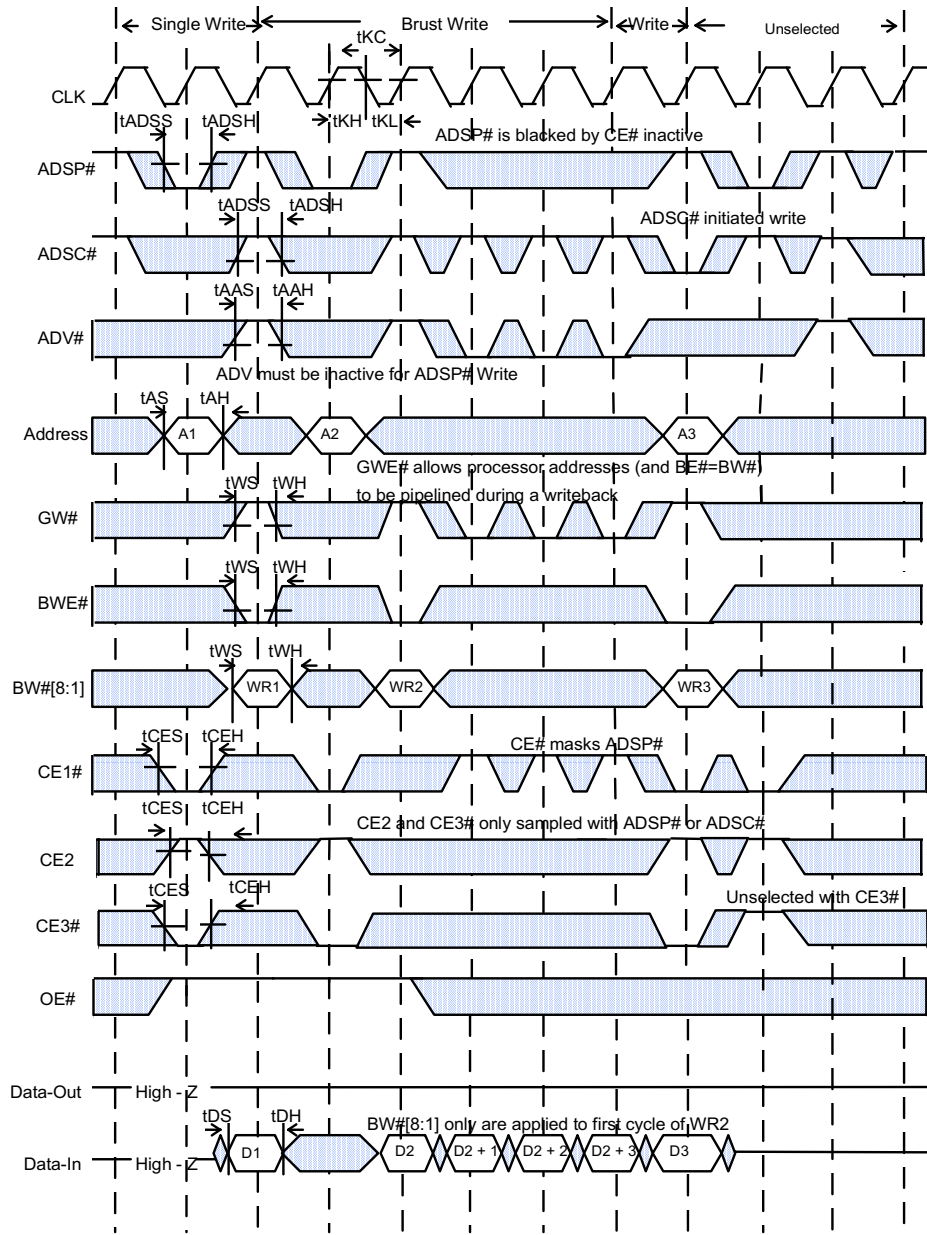 Single Write
Brust Write
Write
Unselected
tKC
CLK
tKH
tKL
tADSS
tADSH
ADSP# is blacked by CE# inactive
ADSP#
tADSS
tADSH
ADSC# initiated write
ADSC#
tAAS
tAAH
ADV#
ADV must be inactive for ADSP# Write
tAS
tAH
Address
A1
A2
A3
GWE# allows processor addresses (and BE#=BW#)
to be pipelined during a writeback
tWS
tWH
GW#
tWS
tWH
BWE#
tWS
tWH
BW#[8:1]
WR1
WR2
WR3
tCES
tCEH
CE# masks ADSP#
CE1#
tCES
tCEH
CE2 and CE3# only sampled with ADSP# or ADSC#
CE2
tCES
tCEH
Unselected with CE3#
CE3#
OE#
Data-Out
High - Z
tDS
tDH
BW#[8:1] only are applied to first cycle of WR2
Data-In
High - Z
D1
D2
D2 + 1
D2 + 2
D2 + 3
D3